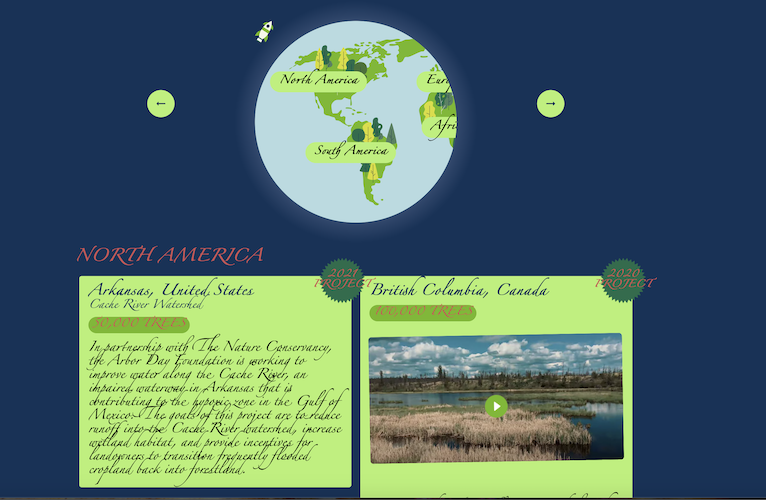 North America
Euro
Afri
South America
NORTH AMERICA
2021
PROJECT
Arkansas, United States
Cache River Watershed
50,000 TREES
In partnership with The Nature Conservancy,
the Arbor Day Foundation is working to
improve water along the Cache River, an
impaired waterway in Arkansas that is
contributing to the hypoxic zone in the Gulf of
Mexico. The goals of this project are to reduce
runoff into the Cache River watershed, increase
wetland habitat, and provide incentives for
landowners to transition frequently flooded
cropland back into forestland.
2020
PROJECT
British Columbia, Canada
100,000 TREES